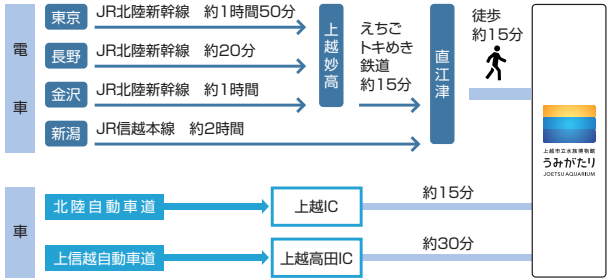 電車
東京
JR北陸新幹線 約1時間50分
長野
JR北陸新幹線 約20分
金沢
JR北陸新幹線 約1時間
新潟
JR信越本線 約2時間
上越妙高
えちご
トキめき
鉄道
約15分
直江津
徒歩
約15分
上越市立水族博物館
うみがたり
JOETSU AQUARIUM
車
北陸自動車道
上越IC
約15分
上信越自動車道
上越高田IC
約30分